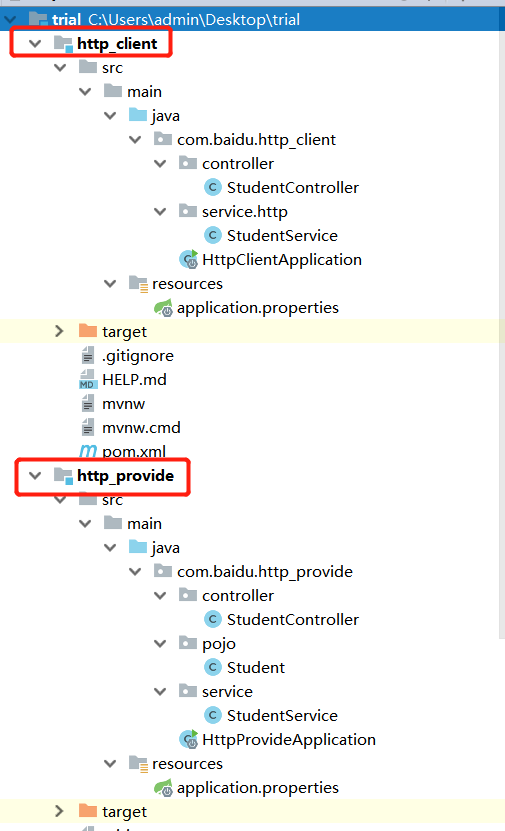 trial C:\Users\admin\Desktop\trial
http_client
src
main
java
com.baidu.http_client
controller
C StudentController
service.http
C StudentService
HttpClientApplication
resources
application.properties
target
.gitignore
MD HELP.md
mvnw
mvnw.cmd
m pom.xml
http_provide
src
main
java
com.baidu.http_provide
controller
C StudentController
pojo
C Student
service
C StudentService
HttpProvideApplication
resources
application.properties
target